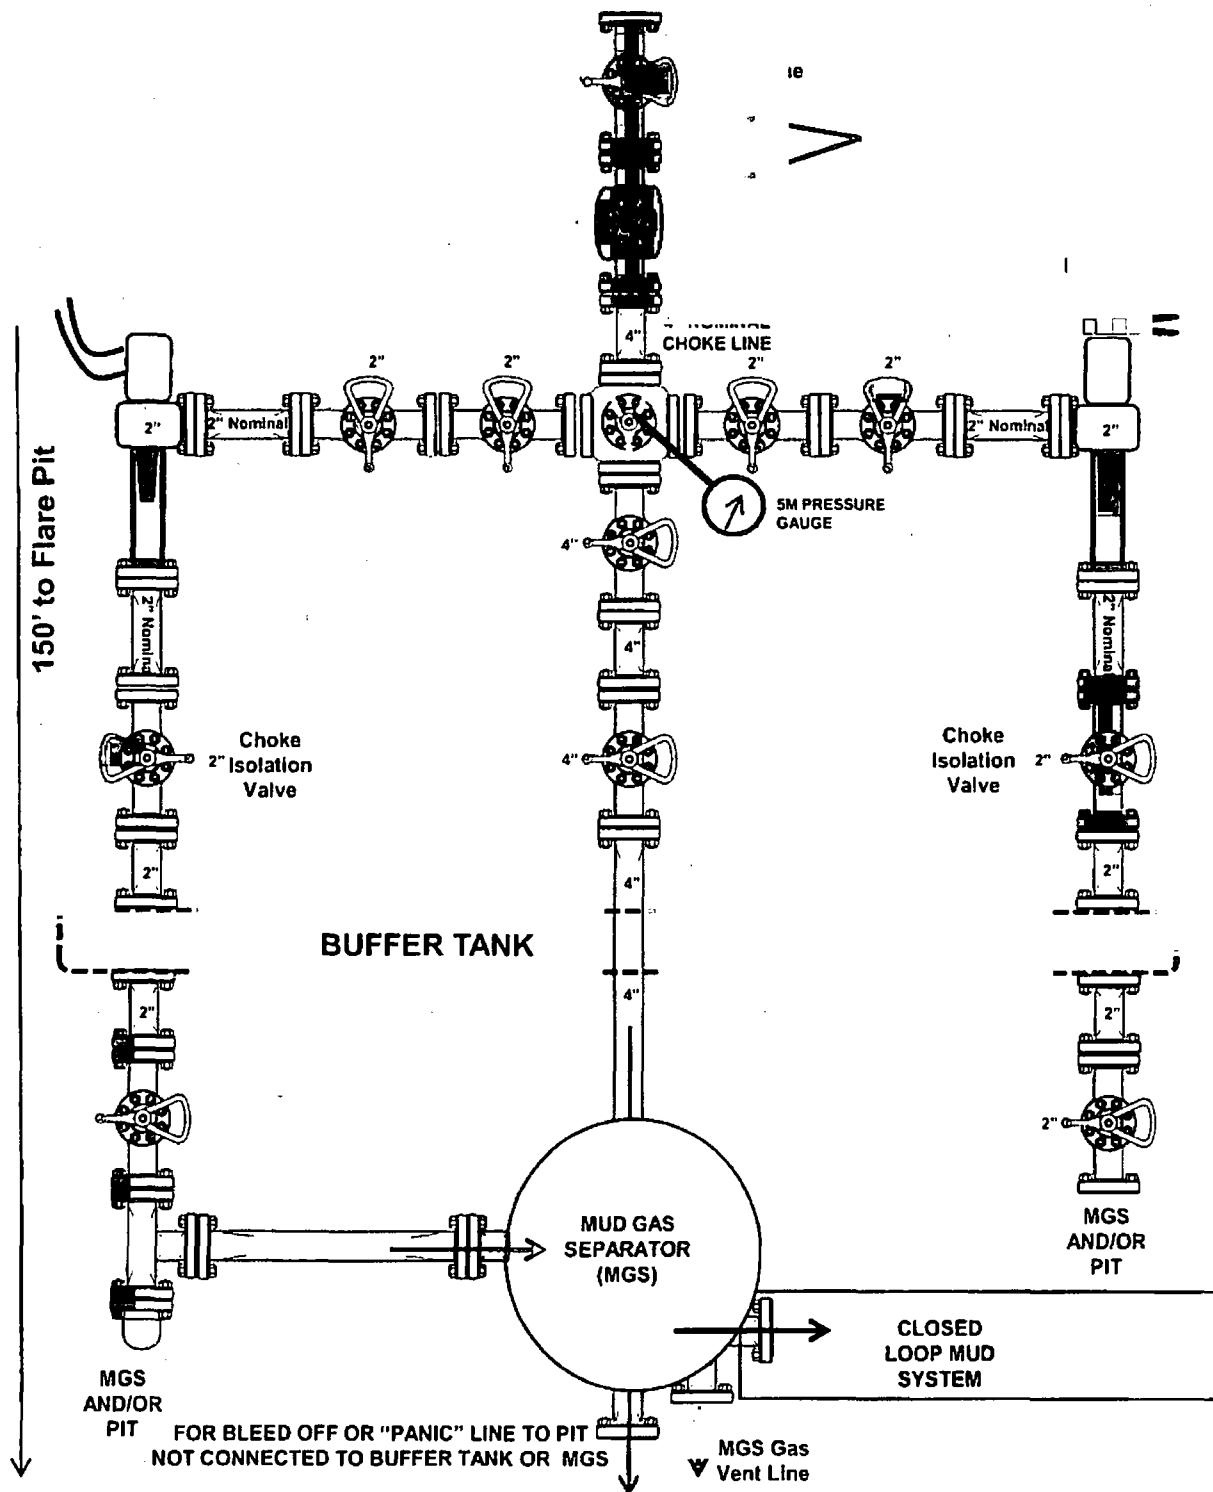 4"
CHOKE LINE
2"
2"
2"
2"
2"
2" Nominal
2" Nominal
2"
5M PRESSURE
GAUGE
4"
150' to Flare Pit
2" Nominal
4"
2" Nominal
Choke
Isolation
Valve
2"
4"
Choke
Isolation
Valve
2"
2"
4"
2"
BUFFER TANK
2"
4"
2"
2"
MUD GAS
SEPARATOR
(MGS)
MGS
AND/OR
PIT
CLOSED
LOOP MUD
SYSTEM
MGS
AND/OR
PIT
FOR BLEED OFF OR "PANIC" LINE TO PIT
NOT CONNECTED TO BUFFER TANK OR MGS
MGS Gas
Vent Line